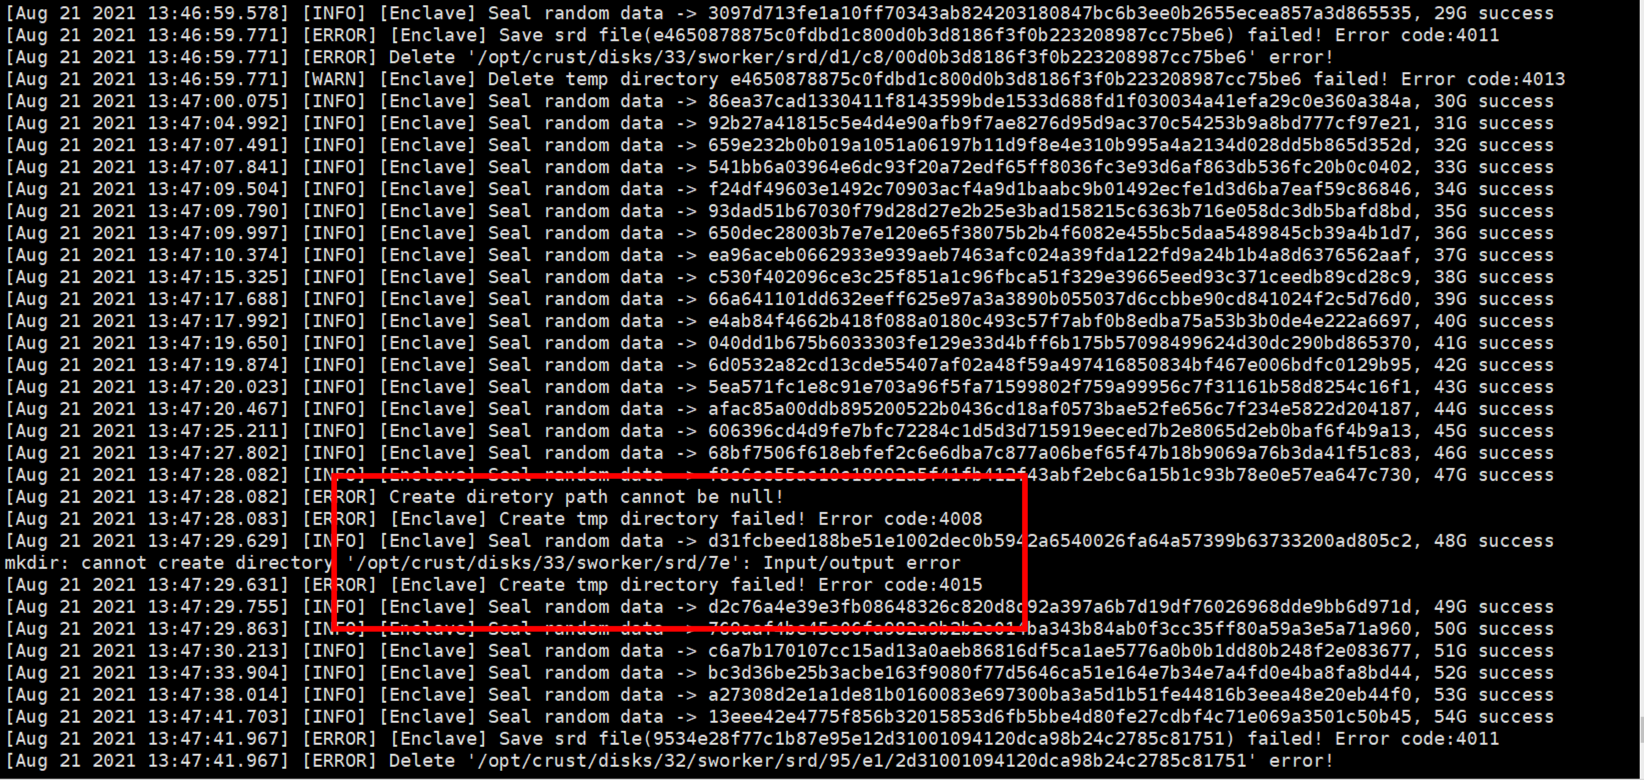 [Aug 21 2021 13:46:59.578] [INFO] [Enclave] Seal random data -> 3097d713fe1a10ff70343ab824203180847bc6b3ee0b2655ecea857a3d865535, 29G success
[Aug 21 2021 13:46:59.771] [ERROR] [Enclave] Save srd file(e4650878875c0fdbd1c800d0b3d8186f3f0b223208987cc75be6) failed! Error code:4011
[Aug 21 2021 13:46:59.771] [ERROR] Delete '/opt/crust/disks/33/sworker/srd/d1/c8/00d0b3d8186f3f0b223208987cc75be6' error!
[Aug 21 2021 13:46:59.771] [WARN] [Enclave] Delete temp directory e4650878875c0fdbd1c800d0b3d8186f3f0b223208987cc75be6 failed! Error code:4013
[Aug 21 2021 13:47:00.075] [INFO] [Enclave] Seal random data -> 86ea37cad1330411f8143599bde1533d688fd1f030034a41efa29c0e360a384a, 30G success
[Aug 21 2021 13:47:04.992] [INFO] [Enclave] Seal random data -> 92b27a41815c5e4d4e90afb9f7ae8276d95d9ac370c54253b9a8bd777cf97e21, 31G success
[Aug 21 2021 13:47:07.491] [INFO] [Enclave] Seal random data -> 659e232b0b019a1051a06197b11d9f8e4e310b995a4a2134d028dd5b865d352d, 32G success
[Aug 21 2021 13:47:07.841] [INFO] [Enclave] Seal random data -> 541bb6a03964e6dc93f20a72edf65ff8036fc3e93d6af863db536fc20b0c0402, 33G success
[Aug 21 2021 13:47:09.504] [INFO] [Enclave] Seal random data -> f24df49603e1492c70903acf4a9d1baabc9b01492ecfe1d3d6ba7eaf59c86846, 34G success
[Aug 21 2021 13:47:09.790] [INFO] [Enclave] Seal random data -> 93dad51b67030f79d28d27e2b25e3bad158215c6363b716e058dc3db5bafd8bd, 35G success
[Aug 21 2021 13:47:09.997] [INFO] [Enclave] Seal random data -> 650dec28003b7e7e120e65f38075b2b4f6082e455bc5daa5489845cb39a4b1d7, 36G success
[Aug 21 2021 13:47:10.374] [INFO] [Enclave] Seal random data -> ea96aceb0662933e939aeb7463afc024a39fda122fd9a24b1b4a8d6376562aaf, 37G success
[Aug 21 2021 13:47:15.325] [INFO] [Enclave] Seal random data -> c530f402096ce3c25f851a1c96fbca51f329e39665eed93c371ceedb89cd28c9, 38G success
[Aug 21 2021 13:47:17.688] [INFO] [Enclave] Seal random data -> 66a641101dd632eeff625e97a3a3890b055037d6ccbbe90cd841024f2c5d76d0, 39G success
[Aug 21 2021 13:47:17.992] [INFO] [Enclave] Seal random data -> e4ab84f4662b418f088a0180c493c57f7abf0b8edba75a53b3b0de4e222a6697, 40G success
[Aug 21 2021 13:47:19.650] [INFO] [Enclave] Seal random data -> 040dd1b675b6033303fe129e33d4bff6b175b57098499624d30dc290bd865370, 41G success
[Aug 21 2021 13:47:19.874] [INFO] [Enclave] Seal random data -> 6d0532a82cd13cde55407af02a48f59a497416850834bf467e006bdfc0129b95, 42G success
[Aug 21 2021 13:47:20.023] [INFO] [Enclave] Seal random data -> 5ea571fc1e8c91e703a96f5fa71599802f759a99956c7f31161b58d8254c16f1, 43G success
[Aug 21 2021 13:47:20.467] [INFO] [Enclave] Seal random data -> afac85a00ddb895200522b0436cd18af0573bae52fe656c7f234e5822d204187, 44G success
[Aug 21 2021 13:47:25.211] [INFO] [Enclave] Seal random data -> 606396cd4d9fe7bfc72284c1d5d3d715919eeced7b2e8065d2eb0baf6f4b9a13, 45G success
[Aug 21 2021 13:47:27.802] [INFO] [Enclave] Seal random data -> 68bf7506f618ebfef2c6e6dba7c877a06bef65f47b18b9069a76b3da41f51c83, 46G success
[Aug 21 2021 13:47:28.082] [INFO] [Enclave] Seal random data -> 47G success
[Aug 21 2021 13:47:28.082] [ERROR] Create diretory path cannot be null!
[Aug 21 2021 13:47:28.083] [ERROR] [Enclave] Create tmp directory failed! Error code:4008
[Aug 21 2021 13:47:29.629] [INFO] [Enclave] Seal random data -> d31fcbeed188be51e1002dec0b5942a6540026fa64a57399b63733200ad805c2, 48G success
mkdir: cannot create directory '/opt/crust/disks/33/sworker/srd/7e': Input/output error
[Aug 21 2021 13:47:29.631] [ERROR] [Enclave] Create tmp directory failed! Error code:4015
[Aug 21 2021 13:47:29.755] [INFO] [Enclave] Seal random data -> d2c76a4e39e3fb08648326c820d8d92a397a6b7d19df76026968dde9bb6d971d, 49G success
[Aug 21 2021 13:47:29.863] [INFO] [Enclave] Seal random data -> 50G success
[Aug 21 2021 13:47:30.213] [INFO] [Enclave] Seal random data -> c6a7b170107cc15ad13a0aeb86816df5ca1ae5776a0b0b1dd80b248f2e083677, 51G success
[Aug 21 2021 13:47:33.904] [INFO] [Enclave] Seal random data -> bc3d36be25b3acbe163f9080f77d5646ca51e164e7b34e7a4fd0e4ba8fa8bd44, 52G success
[Aug 21 2021 13:47:38.014] [INFO] [Enclave] Seal random data -> a27308d2e1a1de81b0160083e697300ba3a5d1b51fe44816b3eea48e20eb44f0, 53G success
[Aug 21 2021 13:47:41.703] [INFO] [Enclave] Seal random data -> 13eee42e4775f856b32015853d6fb5bbe4d80fe27cdbf4c71e069a3501c50b45, 54G success
[Aug 21 2021 13:47:41.967] [ERROR] [Enclave] Save srd file(9534e28f77c1b87e95e12d31001094120dca98b24c2785c81751) failed! Error code:4011
[Aug 21 2021 13:47:41.967] [ERROR] Delete '/opt/crust/disks/32/sworker/srd/95/e1/2d31001094120dca98b24c2785c81751' error!